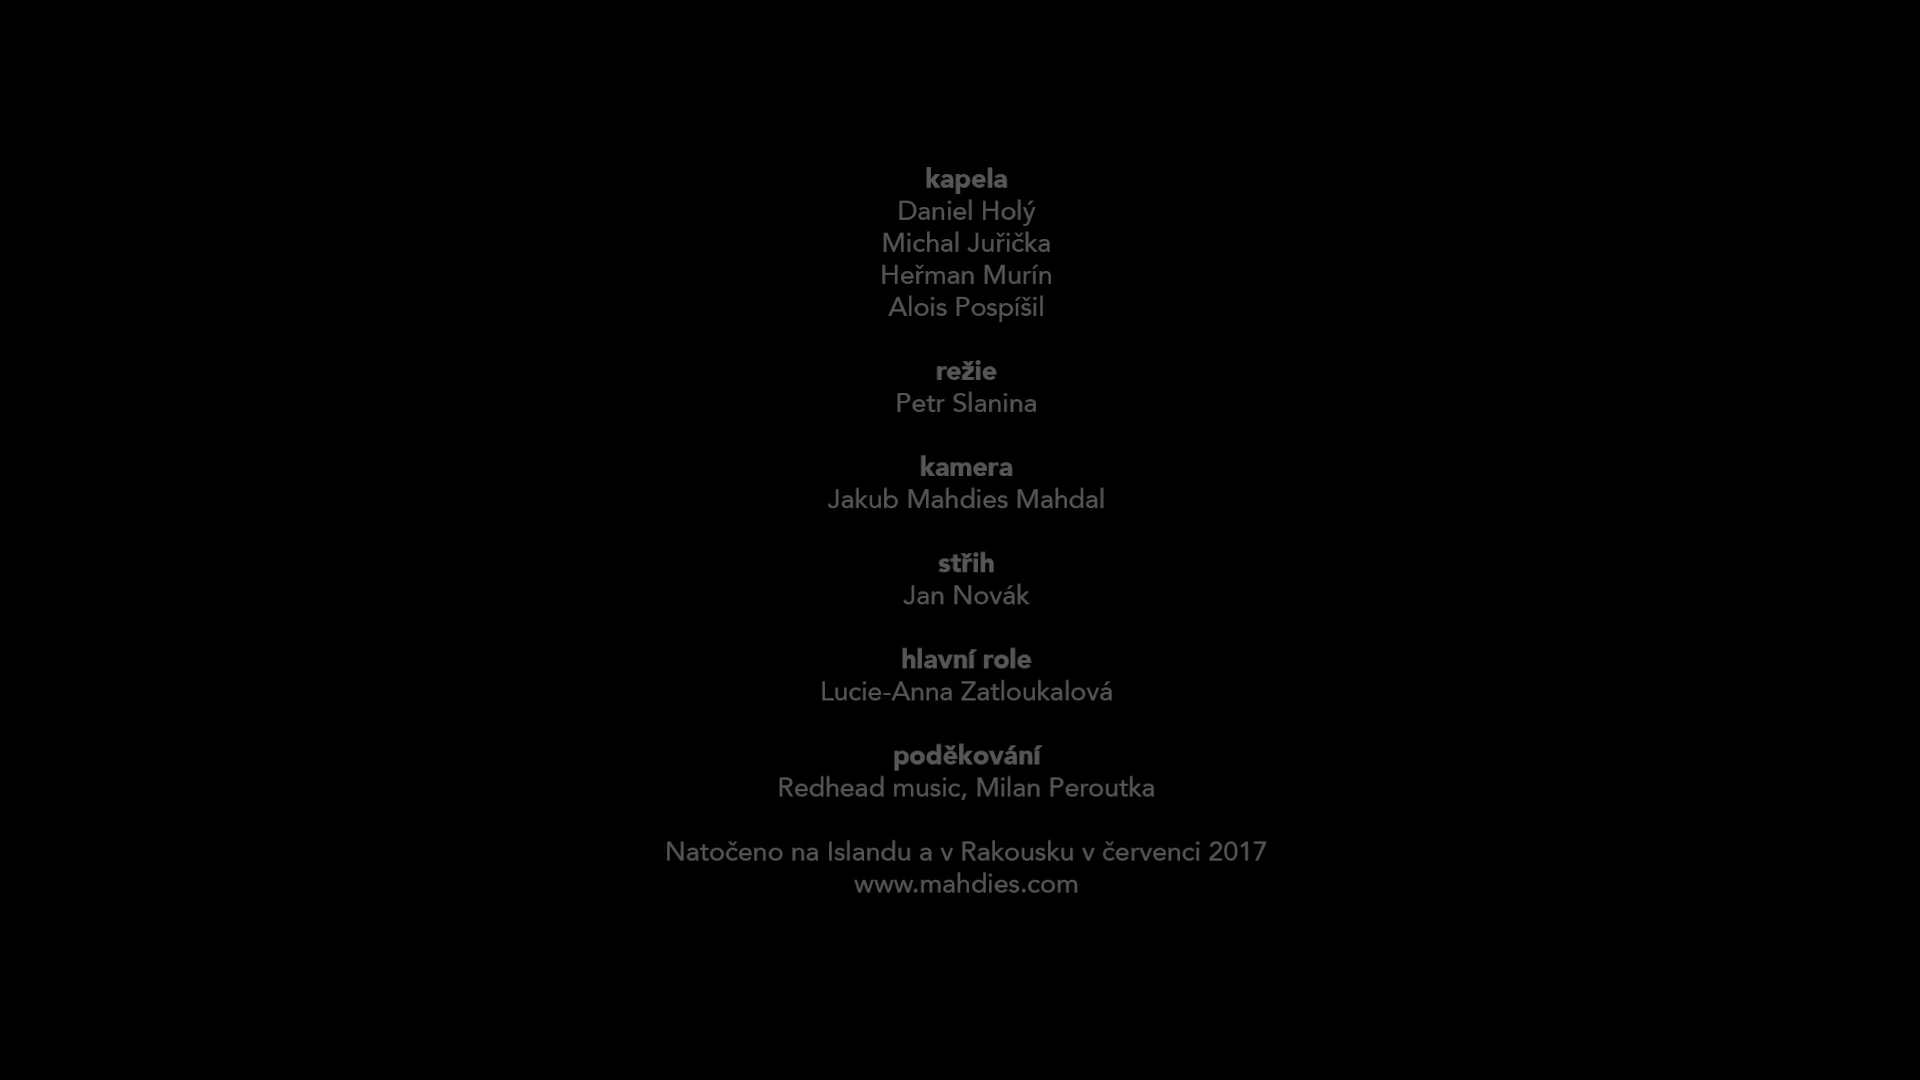 kapela
Daniel Holý
Michal Juřička
Heřman Murín
Alois Pospíšil
režie
Petr Slanina
kamera
Jakub Mahdies Mahdal
střih
Jan Novák
hlavní role
Lucie-Anna Zatloukalová
poděkování
Redhead music, Milan Peroutka
Natočeno na Islandu a v Rakousku v červenci 2017
www.mahdies.com